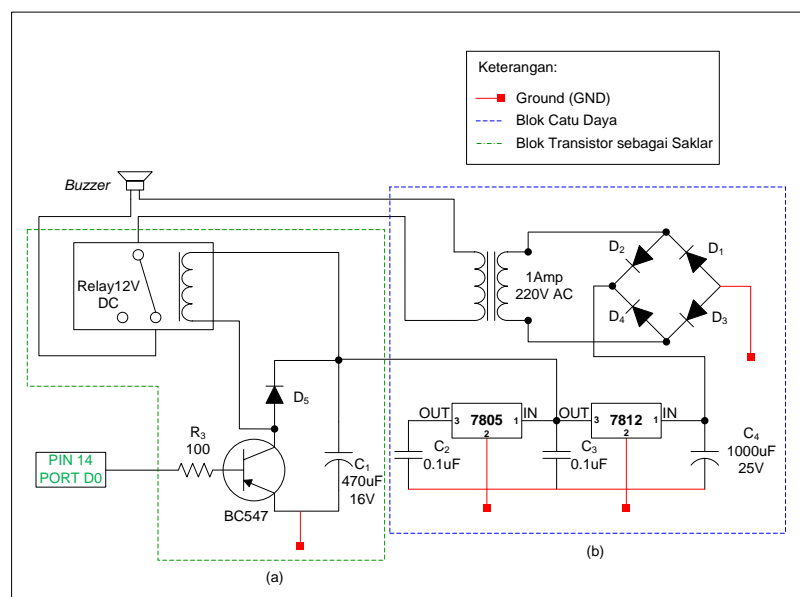 Keterangan:
Ground (GND)
Blok Catu Daya
Blok Transistor sebagai Saklar
Buzzer
Relay12V
DC
1Amp
220V AC
D2
D1
D4
D3
D5
R3
100
PIN 14
PORT D0
BC547
C1
470uF
16V
OUT
3
7805
1
IN
2
OUT
3
7812
1
IN
2
C2
0.1uF
C3
0.1uF
C4
1000uF
25V
(a)
(b)